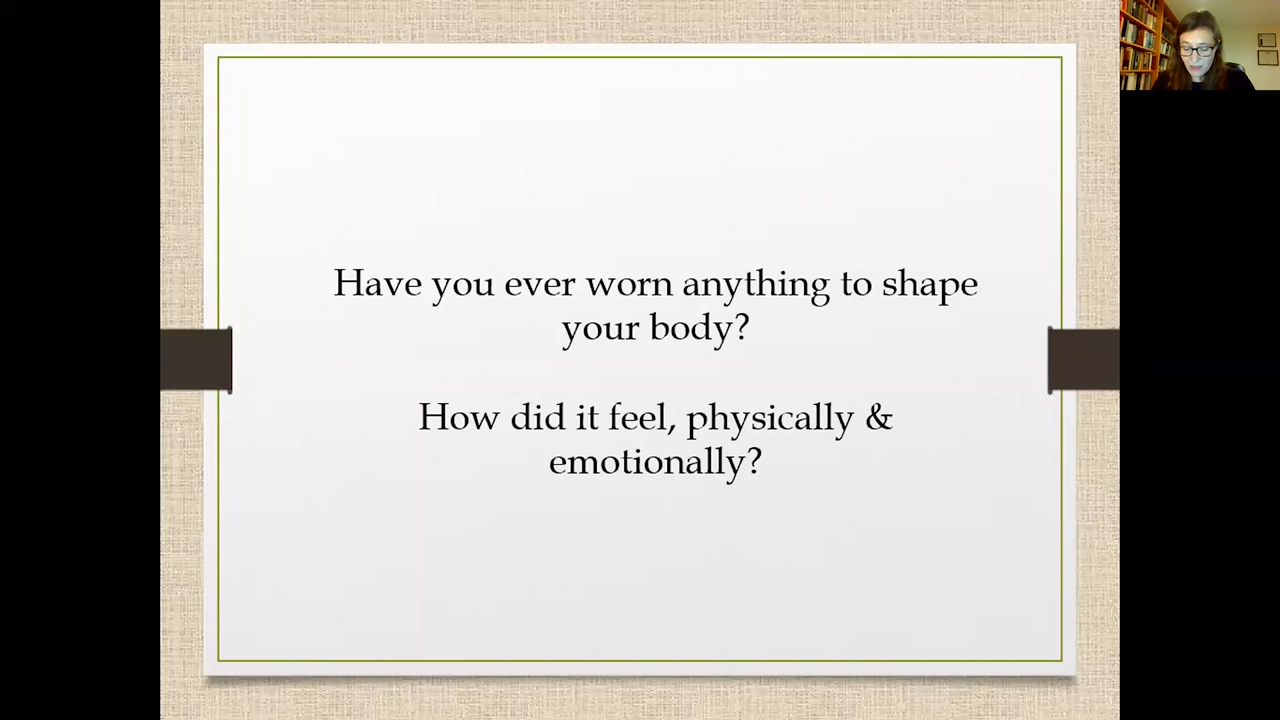 Have you ever worn anything to shape
your body?
How did it feel, physically &
emotionally?